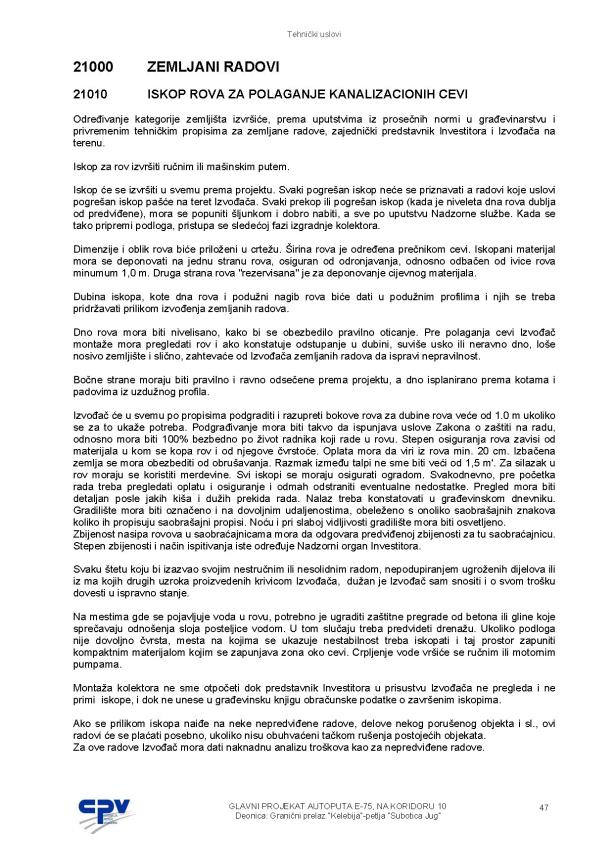 Tehnički uslovi
21000 ZEMLJANI RADOVI
21010 ISKOP ROVA ZA POLAGANJE KANALIZACIONIH CEVI
Određivanje kategorije zemljišta izvršiće, prema uputstvima iz prosečnih normi u građevinarstvu i
privremenim tehničkim propisima za zemljane radove, zajednički predstavnik Investitora i Izvođača na
terenu.
Iskop za rov izvršiti ručnim ili mašinskim putem.
Iskop će se izvršiti u svemu prema projektu. Svaki pogrešan iskop neće se priznavati a radovi koje uslovi
pogrešan iskop pašće na teret Izvođača. Svaki prekop ili pogrešan iskop (kada je niveleta dna rova dublja
od predviđene), mora se popuniti šljunkom i dobro nabiti, a sve po uputstvu Nadzorne službe. Kada se
tako pripremi podloga, pristupa se sledećoj fazi izgradnje kolektora.
Dimenzije i oblik rova biće priloženi u crtežu. Širina rova je određena prečnikom cevi. Iskopani materijal
mora se deponovati na jednu stranu rova, osiguran od odronjavanja, odnosno odbačen od ivice rova
minumum 1,0 m. Druga strana rova "rezervisana" je za deponovanje cijevnog materijala.
Dubina iskopa, kote dna rova i podužni nagib rova biće dati u podužnim profilima i njih se treba
pridržavati prilikom izvođenja zemljanih radova.
Dno rova mora biti nivelisano, kako bi se obezbedilo pravilno oticanje. Pre polaganja cevi Izvođač
montaže mora pregledati rov i ako konstatuje odstupanje u dubini, suviše usko ili neravno dno, loše
nosivo zemljište i slično, zahtevaće od Izvođača zemljanih radova da ispravi nepravilnost.
Bočne strane moraju biti pravilno i ravno odsečene prema projektu, a dno isplanirano prema kotama i
padovima iz uzdužnog profila.
Izvođač će u svemu po propisima podgraditi i razupreti bokove rova za dubine rova veće od 1.0 m ukoliko
se za to ukaže potreba. Podgrađivanje mora biti takvo da ispunjava uslove Zakona o zaštiti na radu,
odnosno mora biti 100% bezbedno po život radnika koji rade u rovu. Stepen osiguranja rova zavisi od
materijala u kom se kopa rov i od njegove čvrstoće. Oplata mora da viri iz rova min. 20 cm. Izbačena
zemlja se mora obezbediti od obrušavanja. Razmak između talpi ne sme biti veći od 1,5 m'. Za silazak u
rov moraju se koristiti merdevine. Svi iskopi se moraju osigurati ogradom. Svakodnevno, pre početka
rada treba pregledati oplatu i osiguranje i odmah odstraniti eventualne nedostatke. Pregled mora biti
detaljan posle jakih kiša i dužih prekida rada. Nalaz treba konstatovati u građevinskom dnevniku.
Gradilište mora biti označeno i na dovoljnim udaljenostima, obeleženo s onoliko saobrašajnih znakova
koliko ih propisuju saobrašajni propisi. Noću i pri slaboj vidljivosti gradilište mora biti osvetljeno.
Zbijenost nasipa rovova u saobraćajnicama mora da odgovara predviđenoj zbijenosti za tu saobraćajnicu.
Stepen zbijenosti i način ispitivanja iste određuje Nadzorni organ Investitora.
Svaku štetu koju bi izazvao svojim nestručnim ili nesolidnim radom, nepodupiranjem ugroženih dijelova ili
iz ma kojih drugih uzroka proizvedenih krivicom Izvođača, dužan je Izvođač sam snositi i o svom trošku
dovesti u ispravno stanje.
Na mestima gde se pojavljuje voda u rovu, potrebno je ugraditi zaštitne pregrade od betona ili gline koje
sprečavaju odnošenja sloja posteljice vodom. U tom slučaju treba predvideti drenažu. Ukoliko podloga
nije dovoljno čvrsta, mesta na kojima se ukazuje nestabilnost treba iskopati i taj prostor zapuniti
kompaktnim materijalom kojim se zapunjava zona oko cevi. Crpljenje vode vršiće se ručnim ili motornim
pumpama.
Montaža kolektora ne sme otpočeti dok predstavnik Investitora u prisustvu Izvođača ne pregleda i ne
primi iskope, i dok ne unese u građevinsku knjigu obračunske podatke o završenim iskopima.
Ako se prilikom iskopa naiđe na neke nepredviđene radove, delove nekog porušenog objekta i sl., ovi
radovi će se plaćati posebno, ukoliko nisu obuhvaćeni tačkom rušenja postojećih objekata.
Za ove radove Izvođač mora dati naknadnu analizu troškova kao za nepredviđene radove.
CPV
GLAVNI PROJEKAT AUTOPUTA E-75, NA KORIDORU 10
Deonica: Granični prelaz "Kelebija"-petlja "Subotica Jug"
47